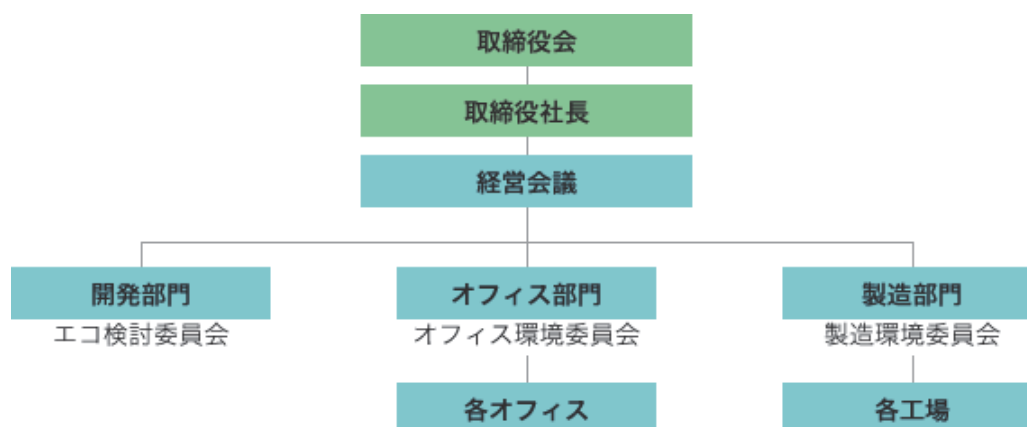 取締役会
取締役社長
経営会議
開発部門
エコ検討委員会
オフィス部門
オフィス環境委員会
製造部門
製造環境委員会
各オフィス
各工場